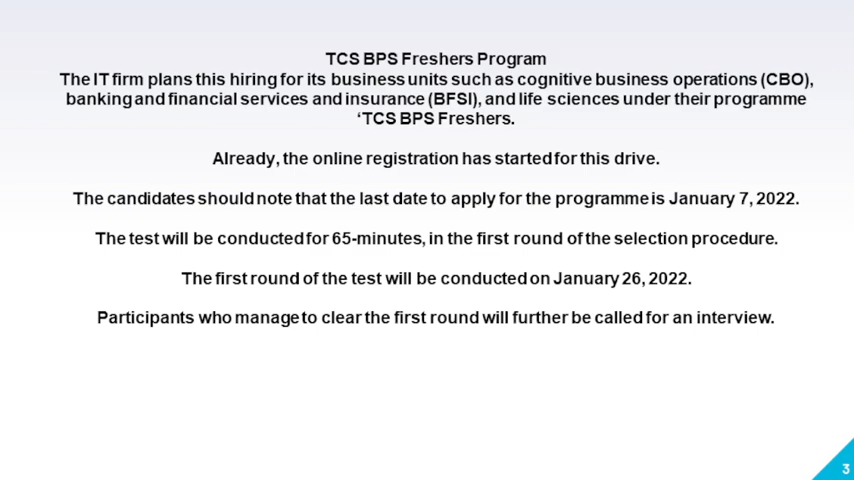 TCS BPS Freshers Program
The IT firm plans this hiring for its business units such as cognitive business operations (CBO),
banking and financial services and insurance (BFSI), and life sciences under their programme
‘TCS BPS Freshers.
Already, the online registration has started for this drive.
The candidates should note that the last date to apply for the programme is January 7, 2022.
The test will be conducted for 65-minutes, in the first round of the selection procedure.
The first round of the test will be conducted on January 26, 2022.
Participants who manage to clear the first round will further be called for an interview.
3